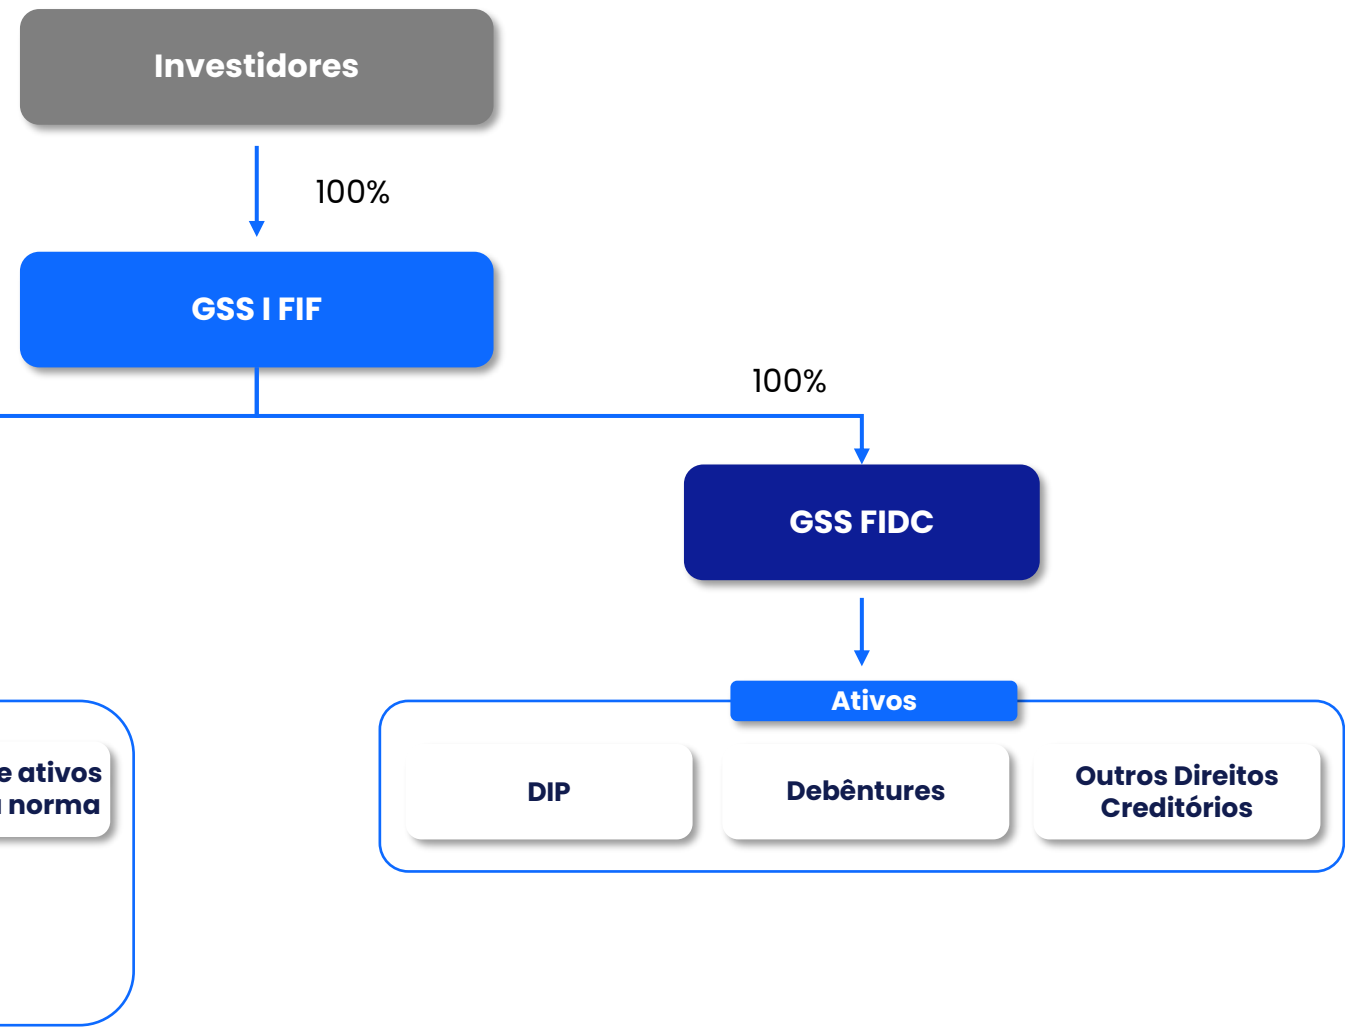 Investidores
100%
GSS I FIF
100%
GSS FIDC
Ativos
e ativos
norma
DIP
Debêntures
Outros Direitos
Creditórios